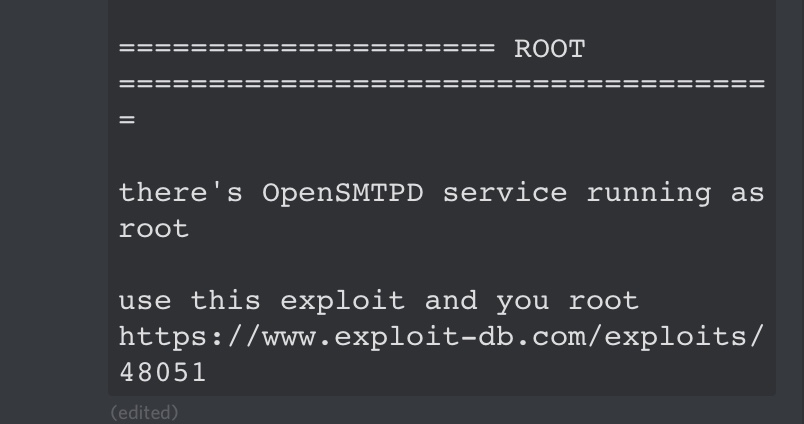 ===================== ROOT
====================================
=
there's OpenSMTPD service running as
root
use this exploit and you root
https://www.exploit-db.com/exploits/
48051
(edited)